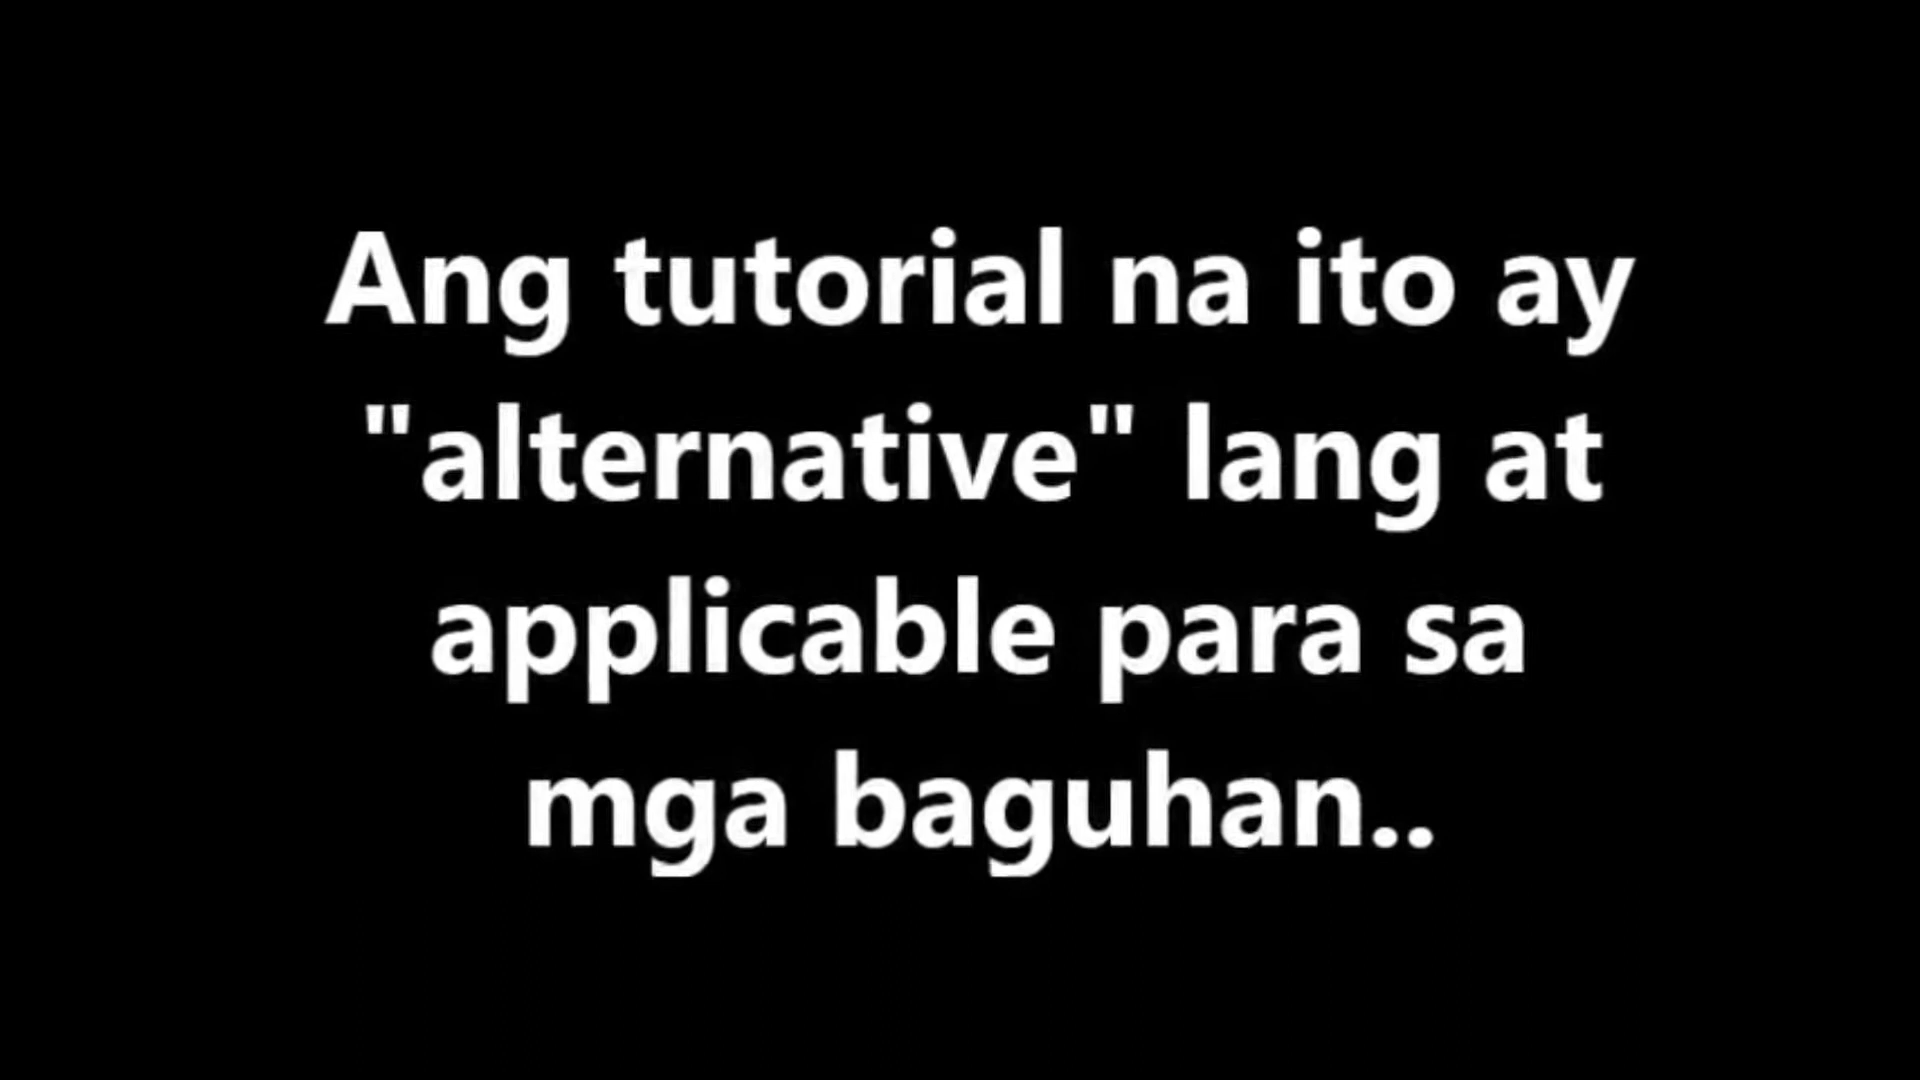 Ang tutorial na ito ay
"alternative" lang at
applicable para sa
mga baguhan..